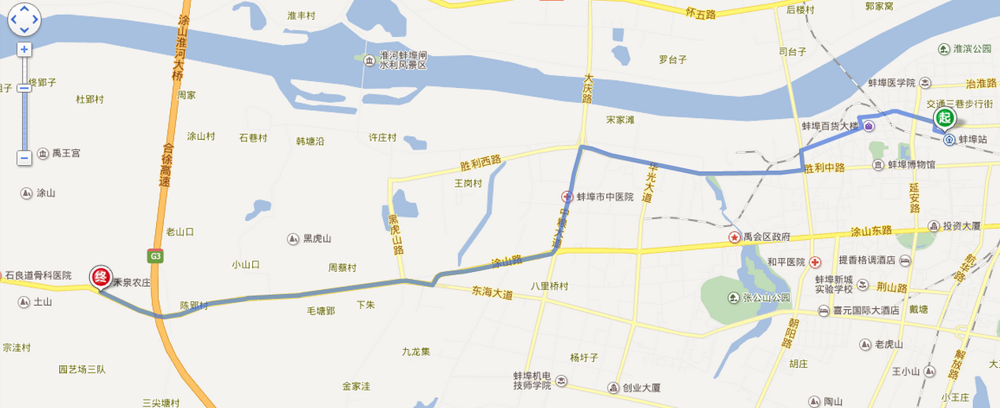 淮丰村
怀五路
后楼村
郭家窝
涂山淮河大桥
淮河蚌埠闸
水利风景区
罗台子
司台子
淮滨公园
佟郢子
杜郢村
周家
大庆路
蚌埠医学院
治淮路
交通三巷步行街
起
宋家滩
蚌埠百货大楼
蚌埠站
禹王宫
涂山村
石巷村
韩塘沿
许庄村
合徐高速
胜利西路
华光大道
胜利中路
蚌埠博物馆
涂山
王岗村
蚌埠市中医院
延安路
中粮大道
黑虎山路
老山口
黑虎山
禹会区政府
涂山东路
投资大厦
G3
小山口
周蔡村
涂山路
和平医院
提香格调酒店
航华路
石良道骨科医院
终
禾泉农庄
八里桥村
蚌埠新城
实验学校
荆山路
土山
陈郢村
毛塘郢
下朱
东海大道
张公山公园
喜元国际大酒店
戴塘
朝阳路
宗洼村
九龙集
老虎山
解放路
园艺场三队
杨圩子
胡庄
王小山
金家洼
蚌埠机电
技师学院
创业大厦
三尖塘村
陶山
小王庄